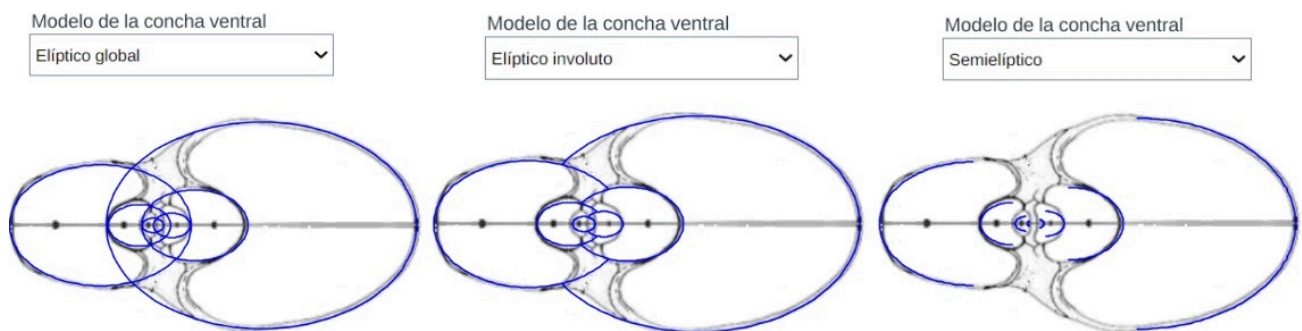 Modelo de la concha ventral
Elíptico global
Modelo de la concha ventral
Elíptico involuto
Modelo de la concha ventral
Semielíptico